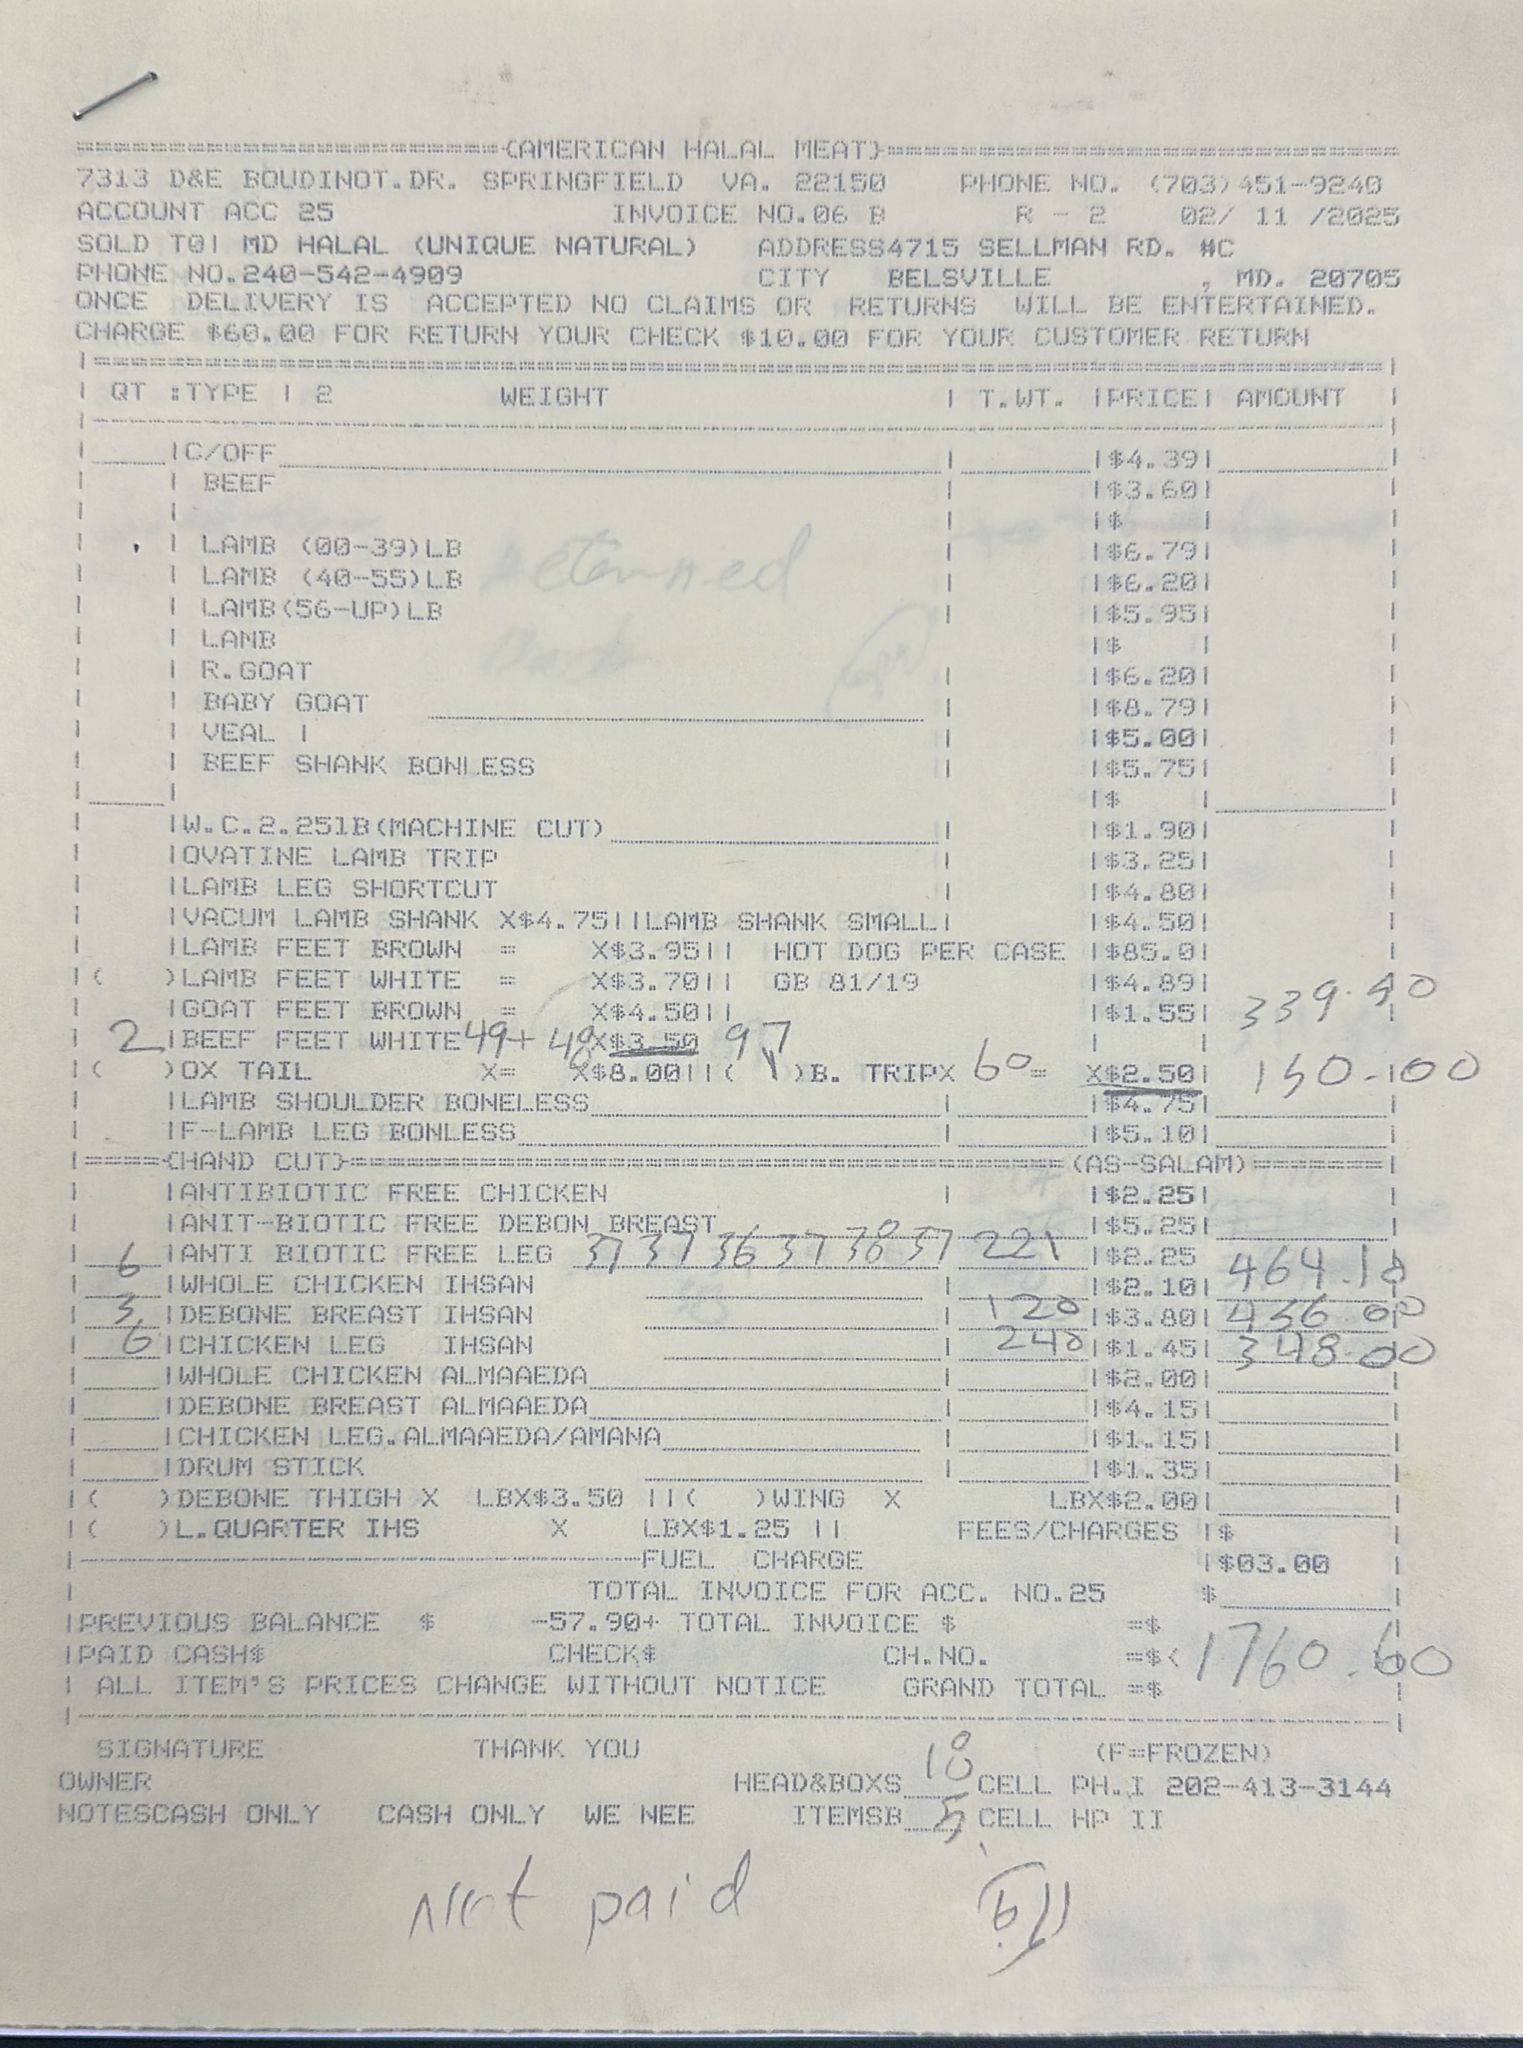 {AMERICAN HALAL MEAT}
7313 D&E BOUDINOT.DR. SPRINGFIELD VA. 22150 PHONE NO. (703)451-9240
ACCOUNT ACC 25 INVOICE NO.06 B R - 2 02/ 11 /2025
SOLD TO| MD HALAL (UNIQUE NATURAL) ADDRESS4715 SELLMAN RD. #C
PHONE NO.240-542-4909 CITY BELSVILLE , MD. 20705
ONCE DELIVERY IS ACCEPTED NO CLAIMS OR RETURNS WILL BE ENTERTAINED.
CHARGE $60.00 FOR RETURN YOUR CHECK $10.00 FOR YOUR CUSTOMER RETURN
QT :TYPE | 2 WEIGHT | T.WT. |PRICE| AMOUNT
C/OFF $4.39
BEEF $3.60
$
LAMB (00-39)LB $6.79
LAMB (40-55)LB $6.20
LAMB(56-UP)LB $5.95
LAMB $
R.GOAT $6.20
BABY GOAT $8.79
VEAL | $5.00
BEEF SHANK BONLESS $5.75
$
W.C.2.25lB(MACHINE CUT) $1.90
OVATINE LAMB TRIP $3.25
LAMB LEG SHORTCUT $4.80
VACUM LAMB SHANK X$4.75||LAMB SHANK SMALL| $4.50
LAMB FEET BROWN = X$3.95|| HOT DOG PER CASE |$85.0|
( )LAMB FEET WHITE = X$3.70|| GB 81/19 |$4.89|
GOAT FEET BROWN = X$4.50|| |$1.55| 339.50
2 |BEEF FEET WHITE 49+48 X$3.50 97
( )OX TAIL X= X$8.00||( 1 )B. TRIPX 60= X$2.50| 150.00
LAMB SHOULDER BONELESS $4.75
F-LAMB LEG BONLESS $5.10
{HAND CUT} (AS-SALAM)
ANTIBIOTIC FREE CHICKEN $2.25
ANIT-BIOTIC FREE DEBON BREAST $5.25
6 |ANTI BIOTIC FREE LEG 37 37 36 37 38 37 221 |$2.25 464.10
WHOLE CHICKEN IHSAN $2.10
3 |DEBONE BREAST IHSAN 120 |$3.80| 456.00
6 |CHICKEN LEG IHSAN 240 |$1.45| 348.00
WHOLE CHICKEN ALMAAEDA $2.00
DEBONE BREAST ALMAAEDA $4.15
CHICKEN LEG.ALMAAEDA/AMANA $1.15
DRUM STICK $1.35
( )DEBONE THIGH X LBX$3.50 ||( )WING X LBX$2.00|
( )L.QUARTER IHS X LBX$1.25 || FEES/CHARGES |$
FUEL CHARGE |$03.00
TOTAL INVOICE FOR ACC. NO.25 $
PREVIOUS BALANCE $ -57.90+ TOTAL INVOICE $ =$
PAID CASH$ CHECK$ CH.NO. =$< 1760.60
ALL ITEM'S PRICES CHANGE WITHOUT NOTICE GRAND TOTAL =$
SIGNATURE THANK YOU (F=FROZEN)
OWNER HEAD&BOXS 18 CELL PH.I 202-413-3144
NOTESCASH ONLY CASH ONLY WE NEE ITEMSB 5 CELL HP II
Not paid